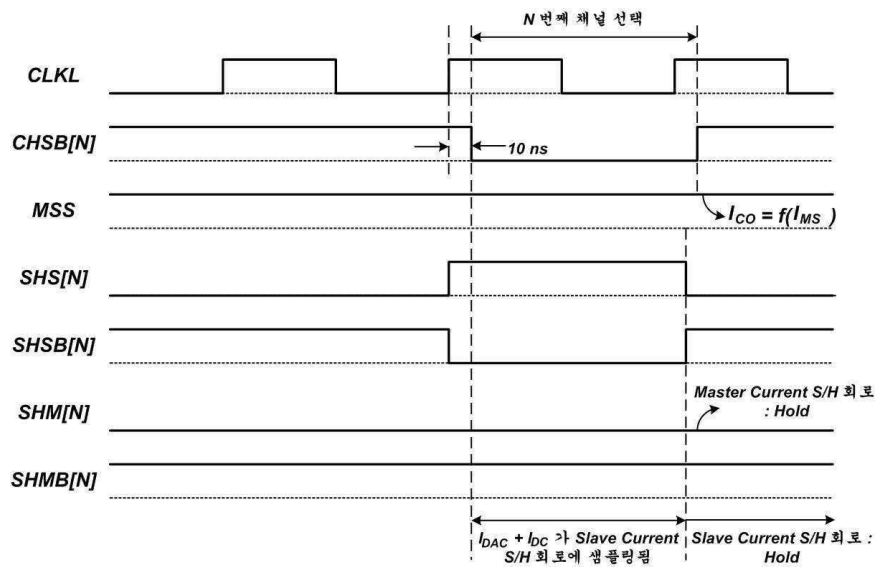 N 번째 채널 선택
CLKL
CHSB[N]
10 ns
MSS
I_CO = f(I_MS )
SHS[N]
SHSB[N]
SHM[N]
Master Current S/H 회로
: Hold
SHMB[N]
I_DAC + I_DC 가 Slave Current
S/H 회로에 샘플링됨
Slave Current S/H 회로 :
Hold